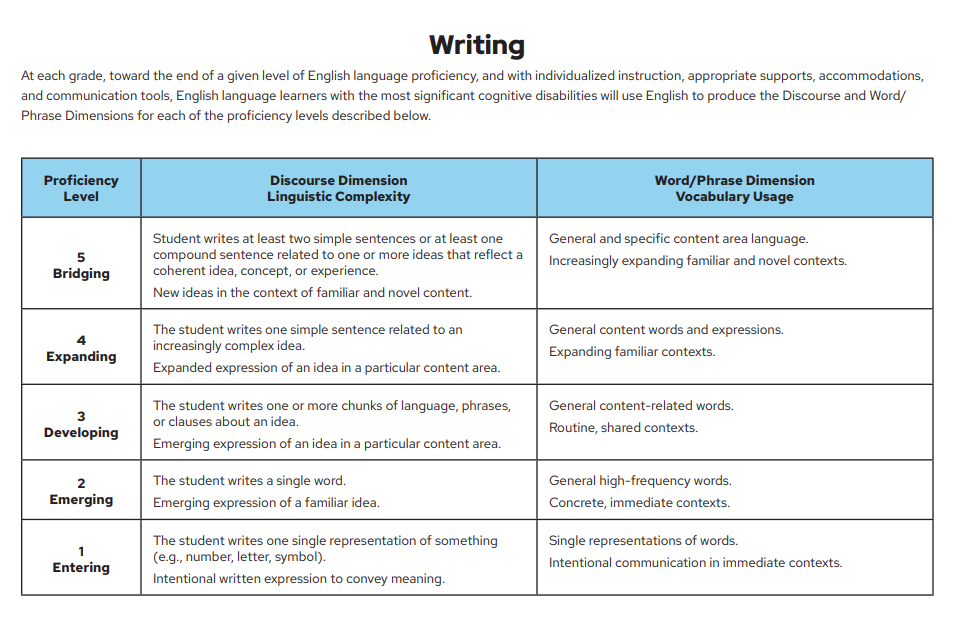 Writing
At each grade, toward the end of a given level of English language proficiency, and with individualized instruction, appropriate supports, accommodations,
and communication tools, English language learners with the most significant cognitive disabilities will use English to produce the Discourse and Word/
Phrase Dimensions for each of the proficiency levels described below.
Proficiency
Level
Discourse Dimension
Linguistic Complexity
Word/Phrase Dimension
Vocabulary Usage
5
Bridging
Student writes at least two simple sentences or at least one
compound sentence related to one or more ideas that reflect a
coherent idea, concept, or experience.
New ideas in the context of familiar and novel content.
General and specific content area language.
Increasingly expanding familiar and novel contexts.
4
Expanding
The student writes one simple sentence related to an
increasingly complex idea.
Expanded expression of an idea in a particular content area.
General content words and expressions.
Expanding familiar contexts.
3
Developing
The student writes one or more chunks of language, phrases,
or clauses about an idea.
Emerging expression of an idea in a particular content area.
General content-related words.
Routine, shared contexts.
2
Emerging
The student writes a single word.
Emerging expression of a familiar idea.
General high-frequency words.
Concrete, immediate contexts.
1
Entering
The student writes one single representation of something
(e.g., number, letter, symbol).
Intentional written expression to convey meaning.
Single representations of words.
Intentional communication in immediate contexts.